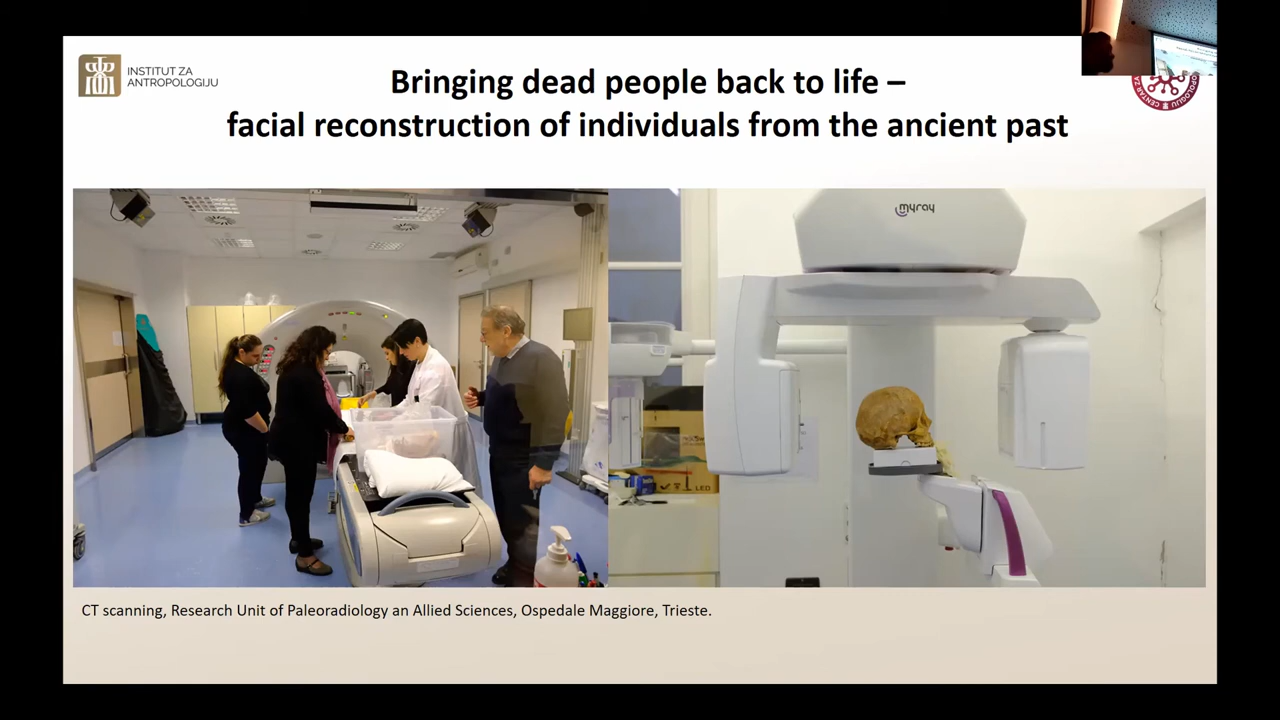 INSTITUT ZA
ANTROPOLOGIJU
Bringing dead people back to life –
facial reconstruction of individuals from the ancient past
myray
LED
CT scanning, Research Unit of Paleoradiology an Allied Sciences, Ospedale Maggiore, Trieste.